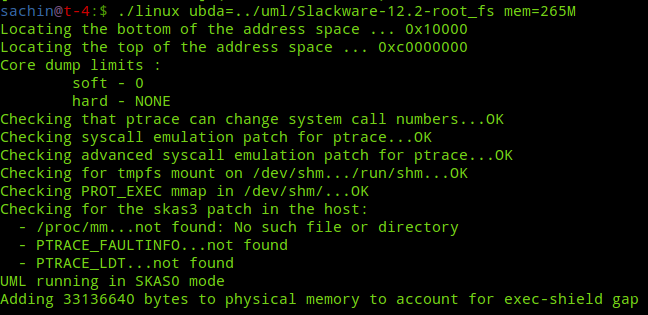 sachin@t-4:$ ./linux ubda=../uml/Slackware-12.2-root_fs mem=265M
Locating the bottom of the address space ... 0x10000
Locating the top of the address space ... 0xc0000000
Core dump limits :
        soft - 0
        hard - NONE
Checking that ptrace can change system call numbers...OK
Checking syscall emulation patch for ptrace...OK
Checking advanced syscall emulation patch for ptrace...OK
Checking for tmpfs mount on /dev/shm.../run/shm...OK
Checking PROT_EXEC mmap in /dev/shm/...OK
Checking for the skas3 patch in the host:
  - /proc/mm...not found: No such file or directory
  - PTRACE_FAULTINFO...not found
  - PTRACE_LDT...not found
UML running in SKAS0 mode
Adding 33136640 bytes to physical memory to account for exec-shield gap